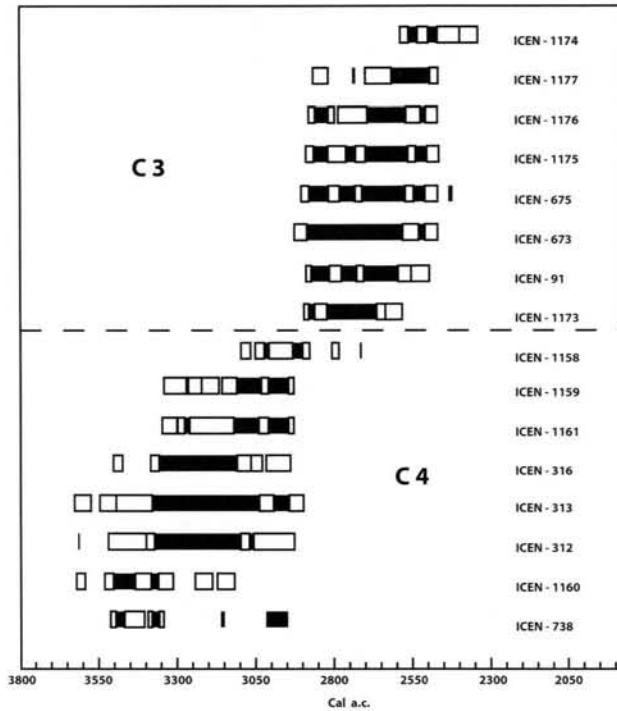 ICEN - 1174
ICEN - 1177
ICEN - 1176
C 3
ICEN - 1175
ICEN - 675
ICEN - 673
ICEN - 91
ICEN - 1173
ICEN - 1158
ICEN - 1159
ICEN - 1161
ICEN - 316
C 4
ICEN - 313
ICEN - 312
ICEN - 1160
ICEN - 738
3800 3550 3300 3050 2800 2550 2300 2050
Cal a.c.